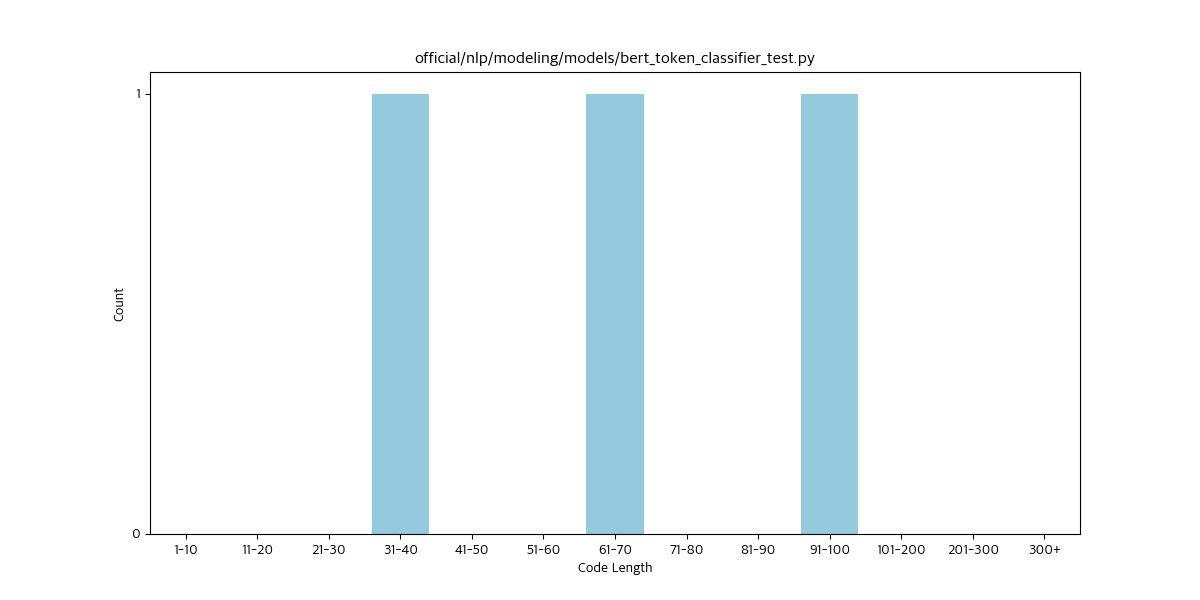 official/nlp/modeling/models/bert_token_classifier_test.py
1
Count
0
1-10 11-20 21-30 31-40 41-50 51-60 61-70 71-80 81-90 91-100 101-200 201-300 300+
Code Length